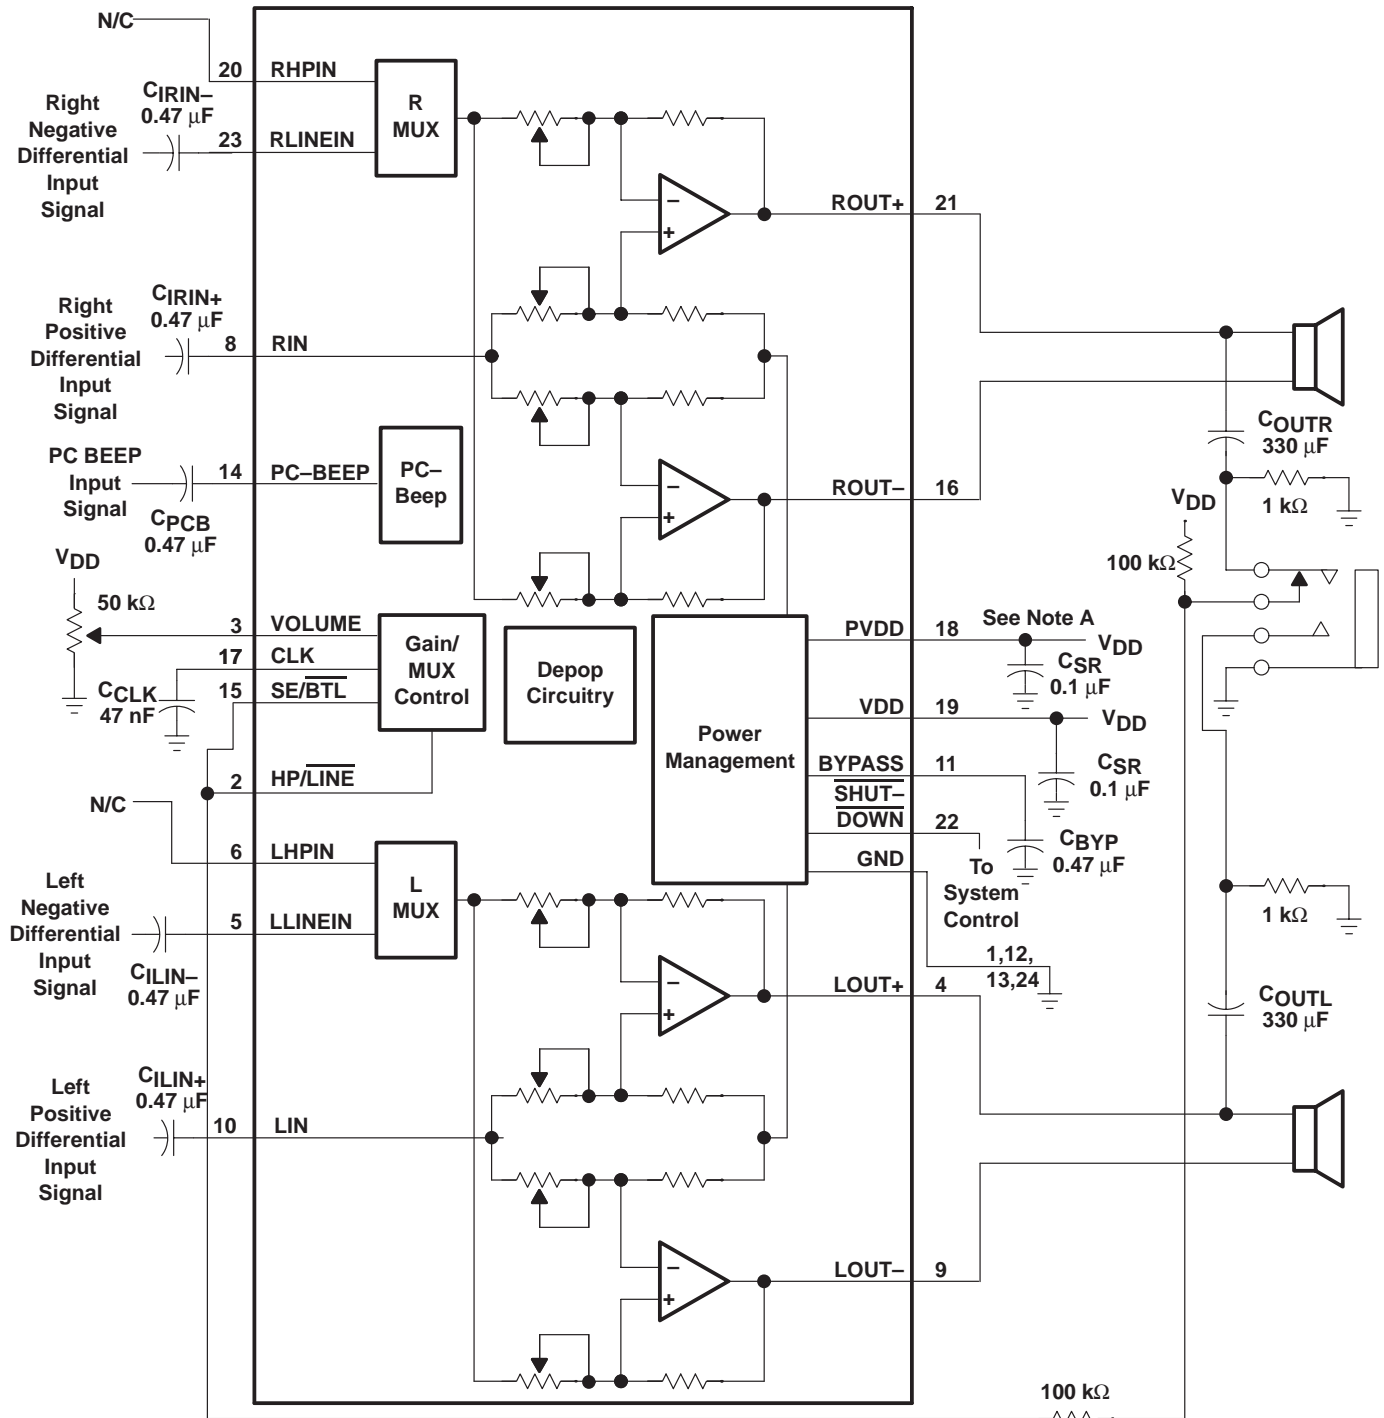 N/C
20 RHPIN
Right
Negative
Differential
Input
Signal
CIRIN–
0.47 µF
23 RLINEIN
R
MUX
ROUT+ 21
Right
Positive
Differential
Input
Signal
CIRIN+
0.47 µF
8 RIN
PC BEEP
Input
Signal
14 PC–BEEP
CPCB
0.47 µF
PC–
Beep
ROUT– 16
COUTR
330 µF
1 kΩ
VDD
100 kΩ
VDD
50 kΩ
3 VOLUME
17 CLK
15 SE/BTL
CCLK
47 nF
2 HP/LINE
Gain/
MUX
Control
Depop
Circuitry
Power
Management
PVDD 18
See Note A
VDD
CSR
0.1 µF
VDD 19
VDD
CSR
0.1 µF
BYPASS 11
SHUT–
DOWN 22
CBYP
0.47 µF
To
System
Control
GND
1,12,
13,24
N/C
6 LHPIN
Left
Negative
Differential
Input
Signal
5 LLINEIN
CILIN–
0.47 µF
L
MUX
LOUT+ 4
1 kΩ
COUTL
330 µF
Left
Positive
Differential
Input
Signal
CILIN+
0.47 µF
10 LIN
LOUT– 9
100 kΩ
– + – + – + – +